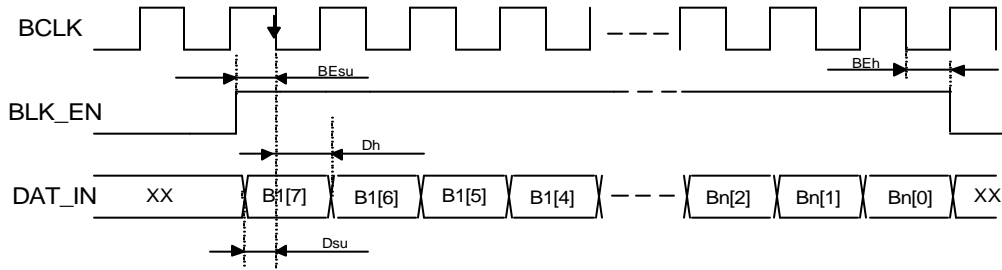 BCLK
BEsu
BEh
BLK_EN
Dh
DAT_IN XX B1[7] B1[6] B1[5] B1[4] Bn[2] Bn[1] Bn[0] XX
Dsu